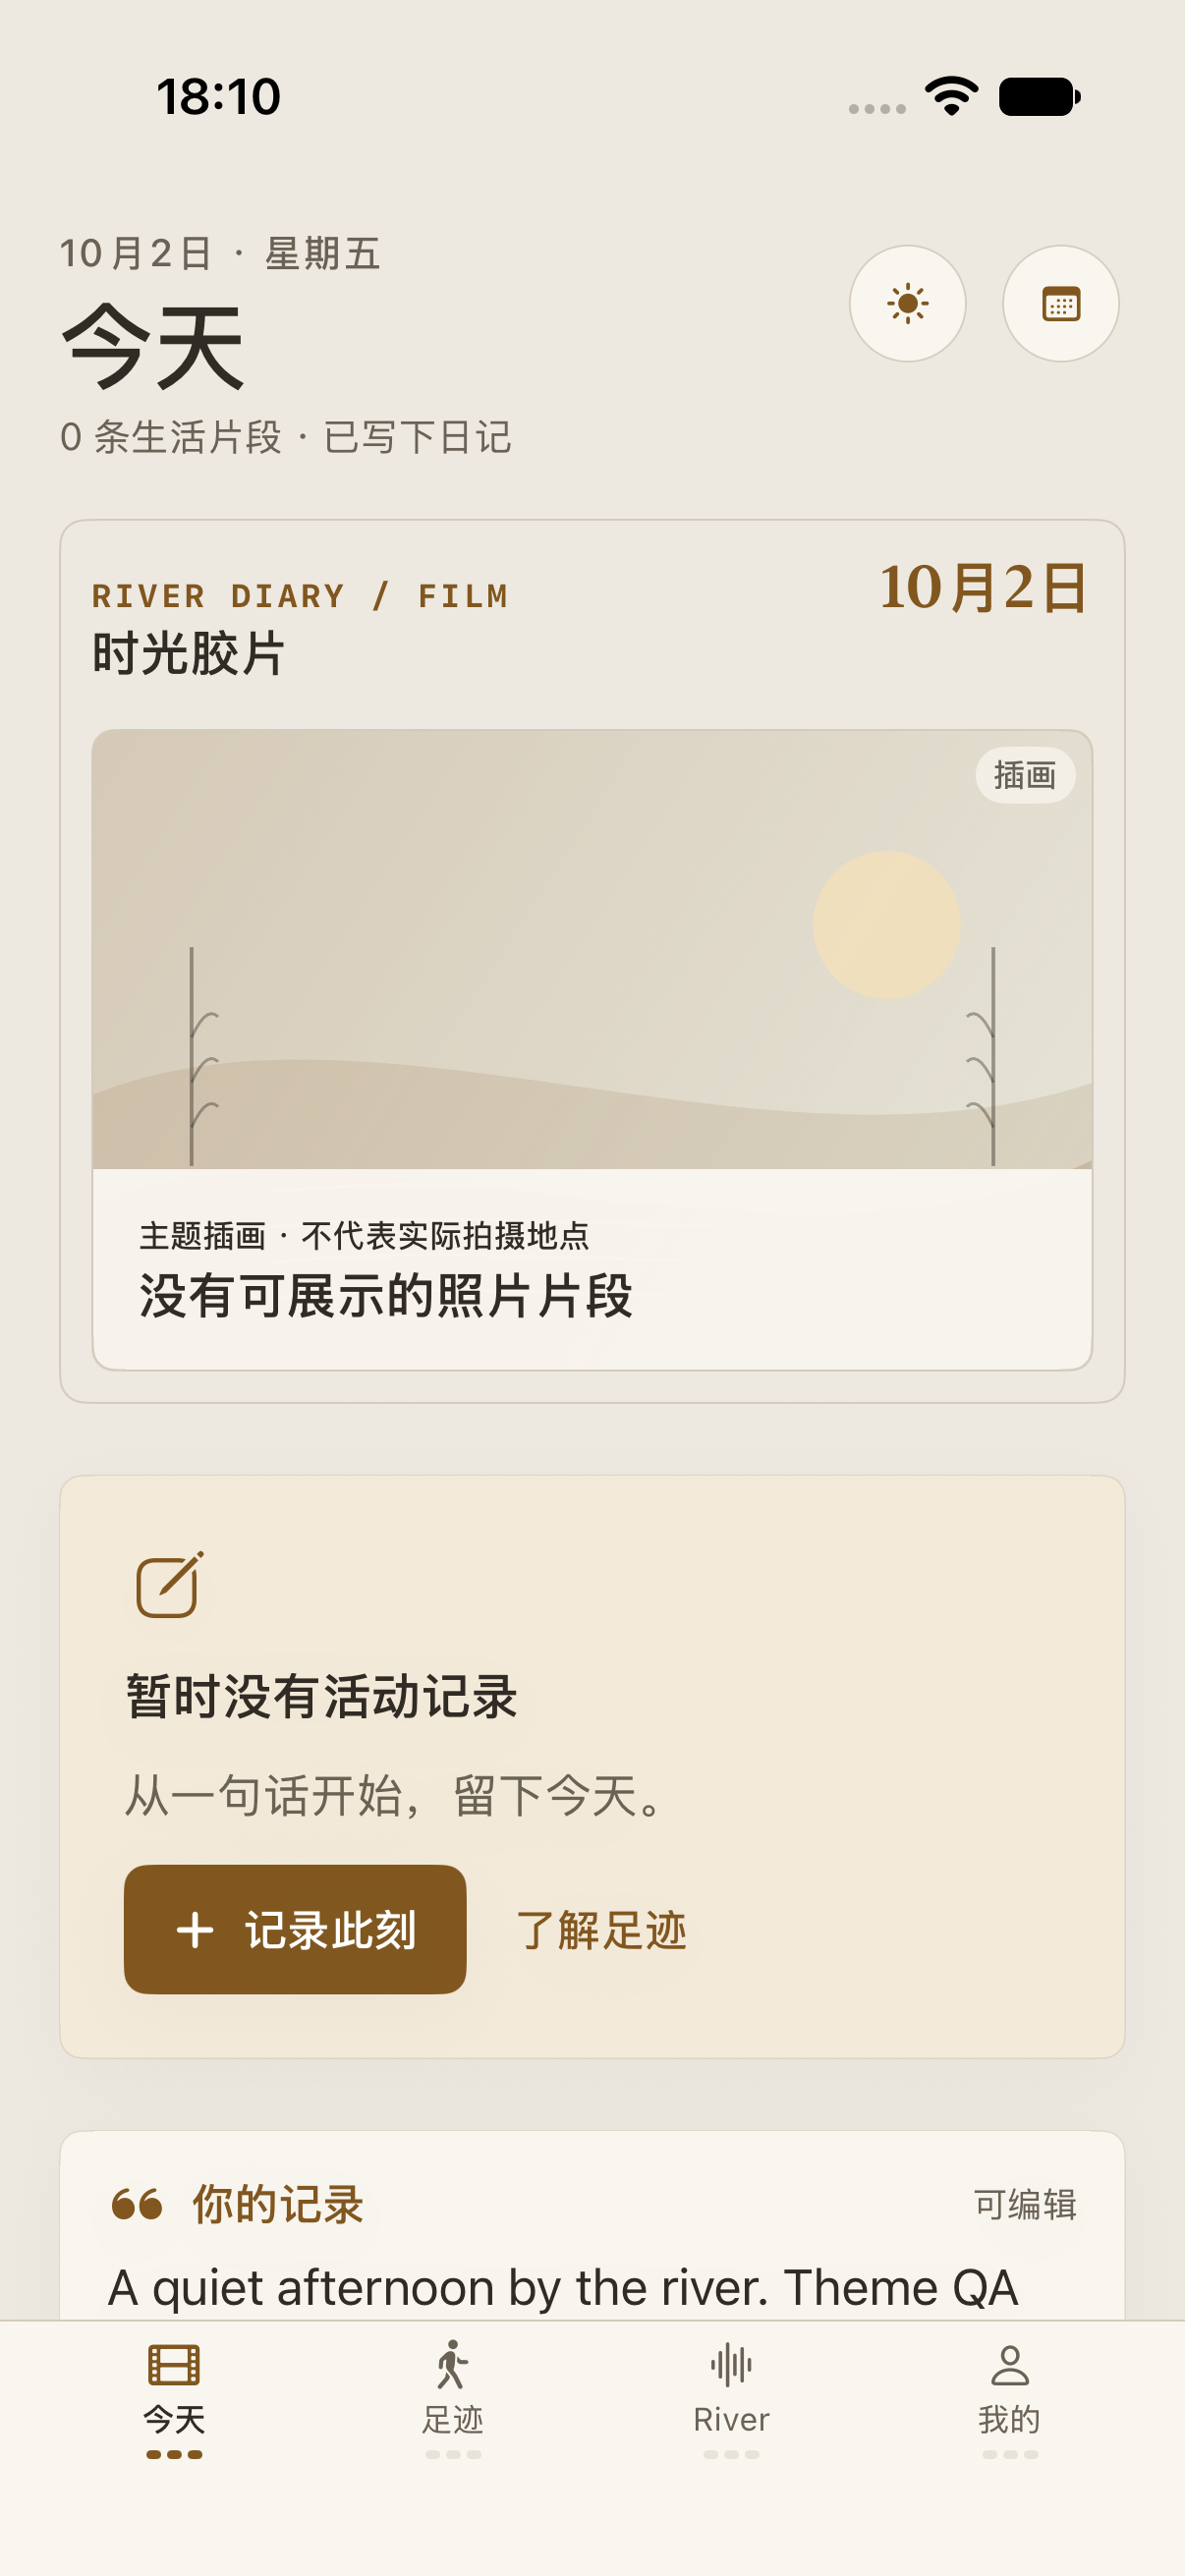 18:10
10月2日 · 星期五
今天
0 条生活片段 · 已写下日记
RIVER DIARY / FILM
10月2日
时光胶片
插画
主题插画 · 不代表实际拍摄地点
没有可展示的照片片段
暂时没有活动记录
从一句话开始，留下今天。
+ 记录此刻
了解足迹
你的记录
可编辑
A quiet afternoon by the river. Theme QA
今天
足迹
River
我的